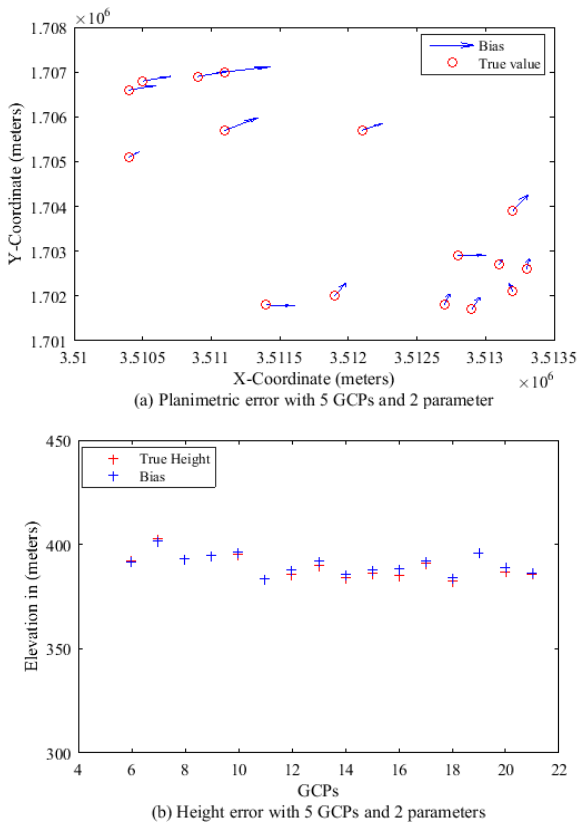 ×10⁶
1.708
1.707
1.706
1.705
1.704
1.703
1.702
1.701
Y-Coordinate (meters)
Bias
True value
3.51 3.5105 3.511 3.5115 3.512 3.5125 3.513 3.5135
X-Coordinate (meters)
×10⁶
(a) Planimetric error with 5 GCPs and 2 parameter
450
400
350
300
Elevation in (meters)
True Height
Bias
4 6 8 10 12 14 16 18 20 22
GCPs
(b) Height error with 5 GCPs and 2 parameters